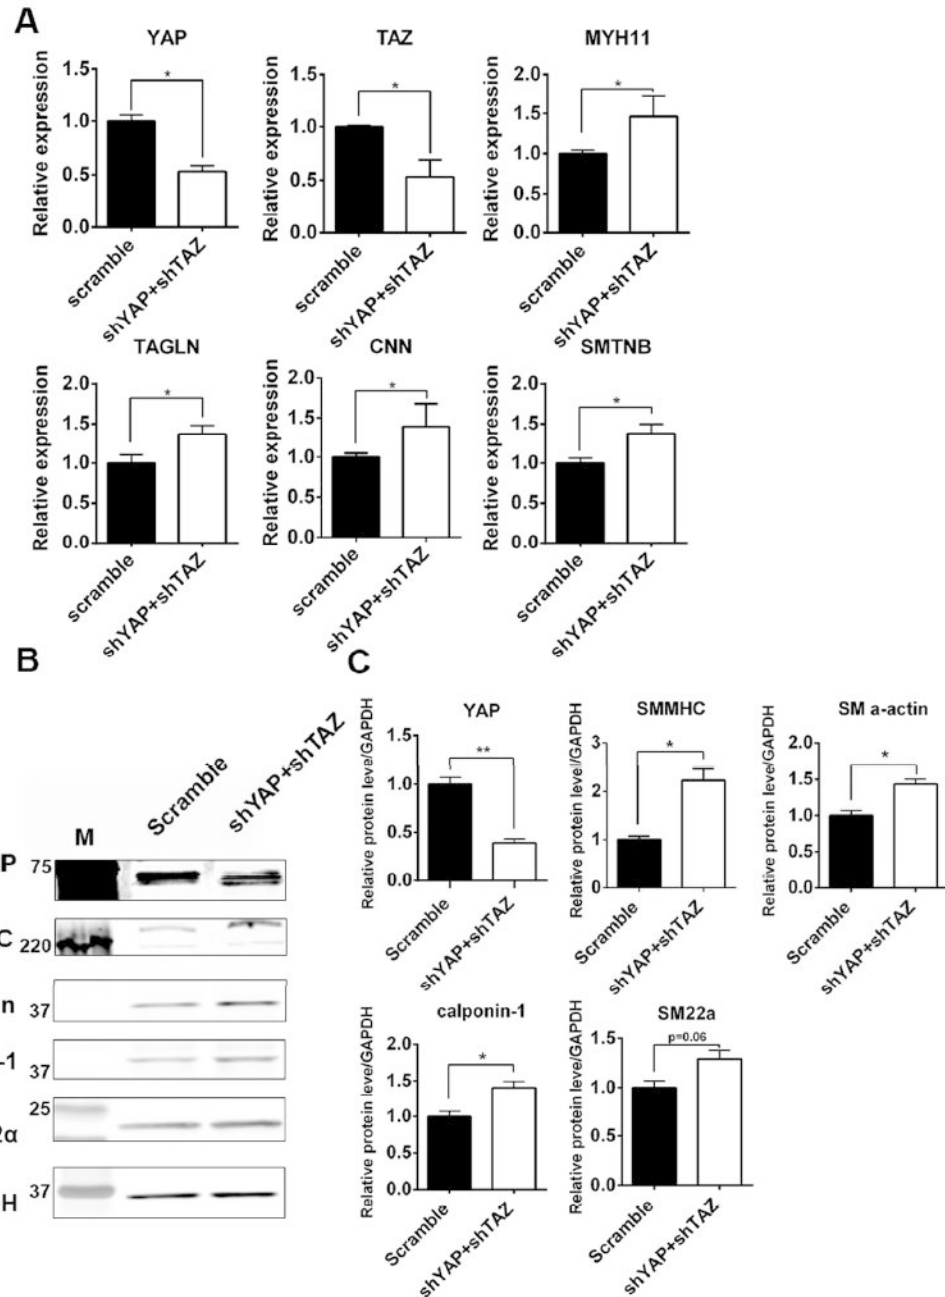 A
YAP
Relative expression
1.5
1.0
0.5
0.0
*
scramble
shYAP+shTAZ
TAZ
Relative expression
1.5
1.0
0.5
0.0
*
scramble
shYAP+shTAZ
MYH11
Relative expression
2.0
1.5
1.0
0.5
0.0
*
scramble
shYAP+shTAZ
TAGLN
Relative expression
2.0
1.5
1.0
0.5
0.0
*
scramble
shYAP+shTAZ
CNN
Relative expression
2.0
1.5
1.0
0.5
0.0
*
scramble
shYAP+shTAZ
SMTNB
Relative expression
2.0
1.5
1.0
0.5
0.0
*
scramble
shYAP+shTAZ
B
M
Scramble
shYAP+shTAZ
P
75
C
220
n
37
-1
37
25
2α
37
H
C
YAP
Relative protein level/GAPDH
1.5
1.0
0.5
0.0
**
Scramble
shYAP+shTAZ
SMMHC
Relative protein level/GAPDH
3
2
1
0
*
Scramble
shYAP+shTAZ
SM a-actin
Relative protein level/GAPDH
2.0
1.5
1.0
0.5
0.0
*
Scramble
shYAP+shTAZ
calponin-1
Relative protein level/GAPDH
2.0
1.5
1.0
0.5
0.0
*
Scramble
shYAP+shTAZ
SM22a
Relative protein level/GAPDH
1.5
1.0
0.5
0.0
p=0.06
Scramble
shYAP+shTAZ